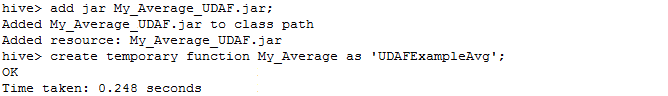 hive> add jar My_Average_UDAF.jar;
Added My_Average_UDAF.jar to class path
Added resource: My_Average_UDAF.jar
hive> create temporary function My_Average as 'UDAFExampleAvg';
OK
Time taken: 0.248 seconds